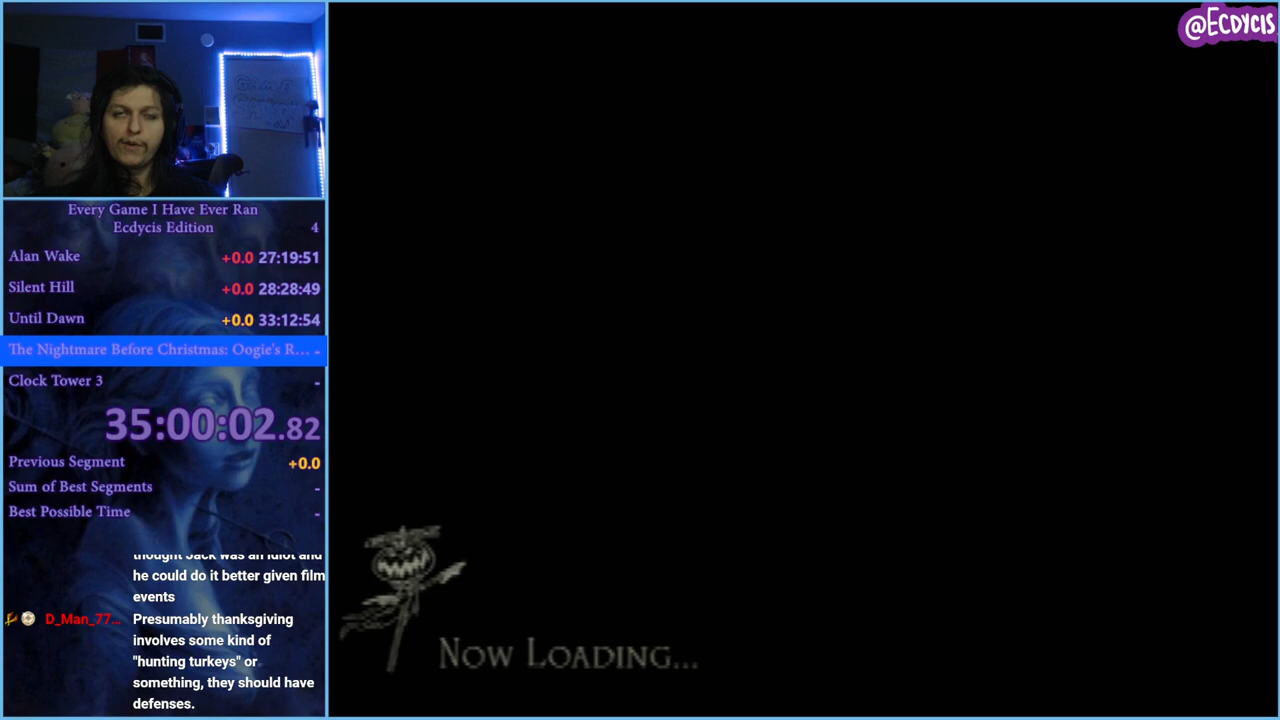 @ECDYCIS
Every Game I Have Ever Ran
Ecdycis Edition 4
Alan Wake +0.0 27:19:51
Silent Hill +0.0 28:28:49
Until Dawn +0.0 33:12:54
The Nightmare Before Christmas: Oogie's R... -
Clock Tower 3 -
35:00:02.82
Previous Segment +0.0
Sum of Best Segments -
Best Possible Time -
thought Jack was an idiot and
he could do it better given film
events
D_Man_77... Presumably thanksgiving
involves some kind of
"hunting turkeys" or
something, they should have
defenses.
Now Loading...